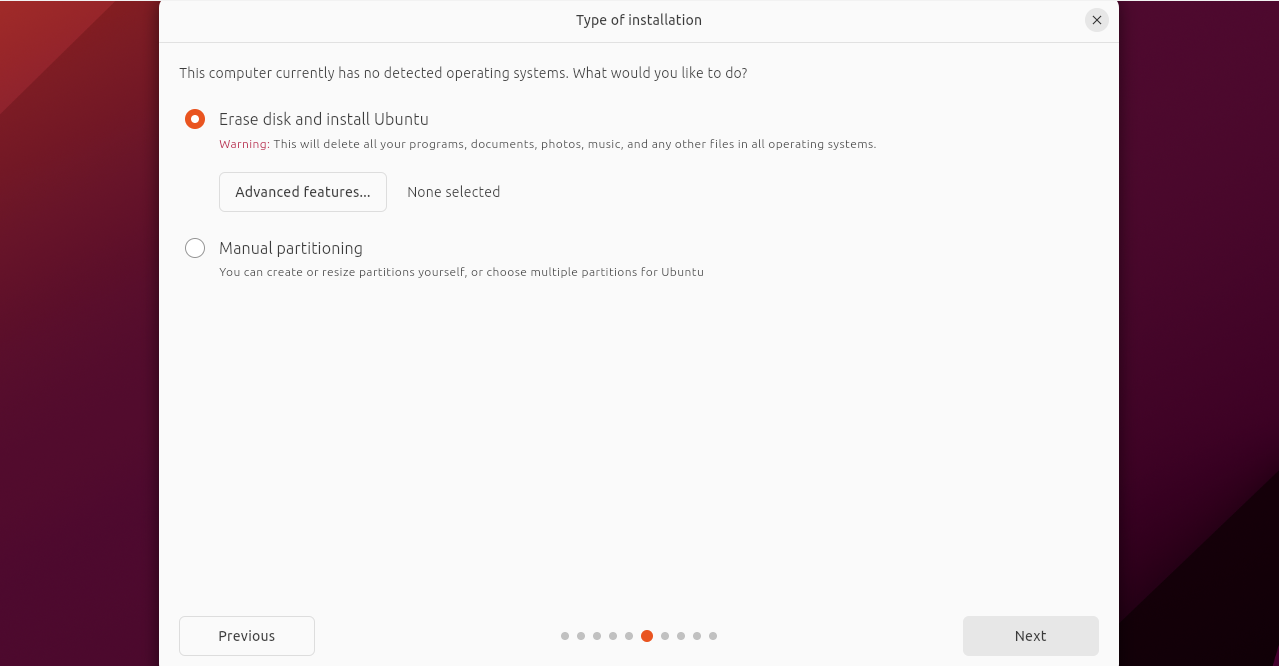 Type of installation
This computer currently has no detected operating systems. What would you like to do?
Erase disk and install Ubuntu
Warning: This will delete all your programs, documents, photos, music, and any other files in all operating systems.
Advanced features... None selected
Manual partitioning
You can create or resize partitions yourself, or choose multiple partitions for Ubuntu
Previous Next